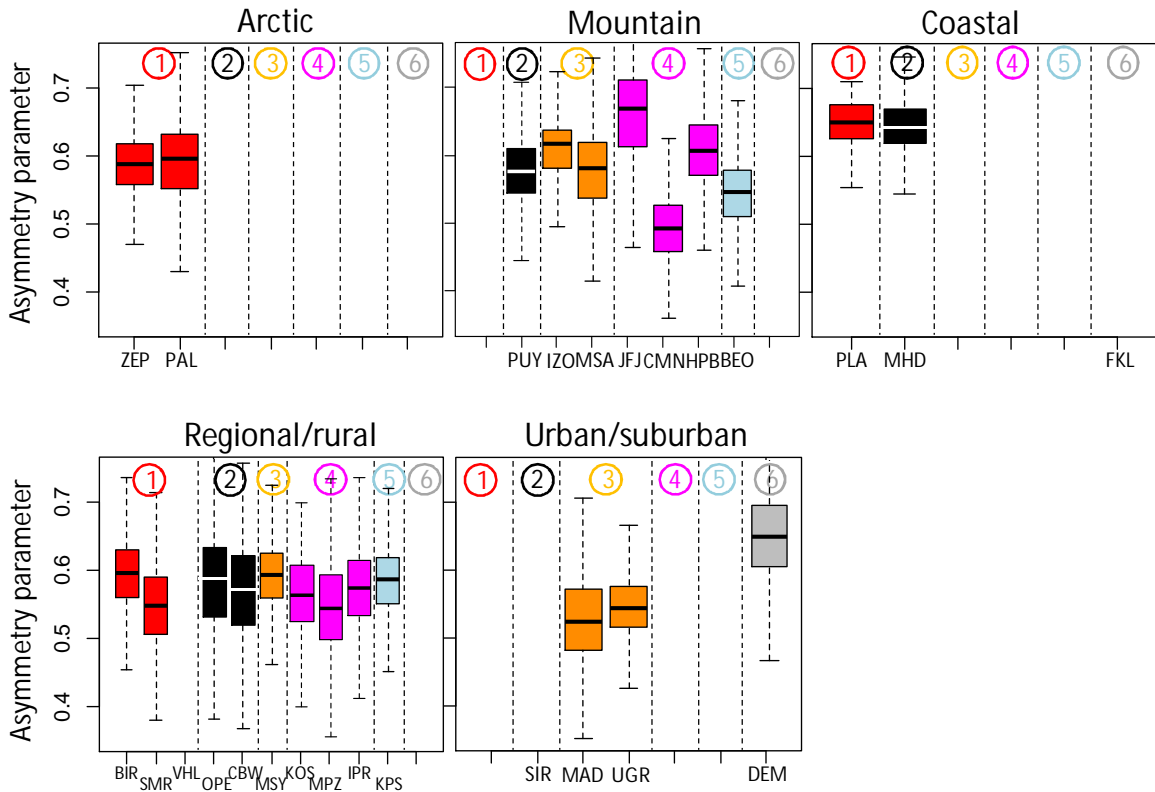 Arctic Mountain Coastal
1 2 3 4 5 6 1 2 3 4 5 6 1 2 3 4 5 6
Asymmetry parameter
0.7
0.6
0.5
0.4
ZEP PAL PUY IZO MSA JFJ CMN HPB BEO PLA MHD FKL
Regional/rural Urban/suburban
1 2 3 4 5 6 1 2 3 4 5 6
Asymmetry parameter
0.7
0.6
0.5
0.4
BIR SMR VHL OPE CBW MSY KOS MPZ IPR KPS SIR MAD UGR DEM